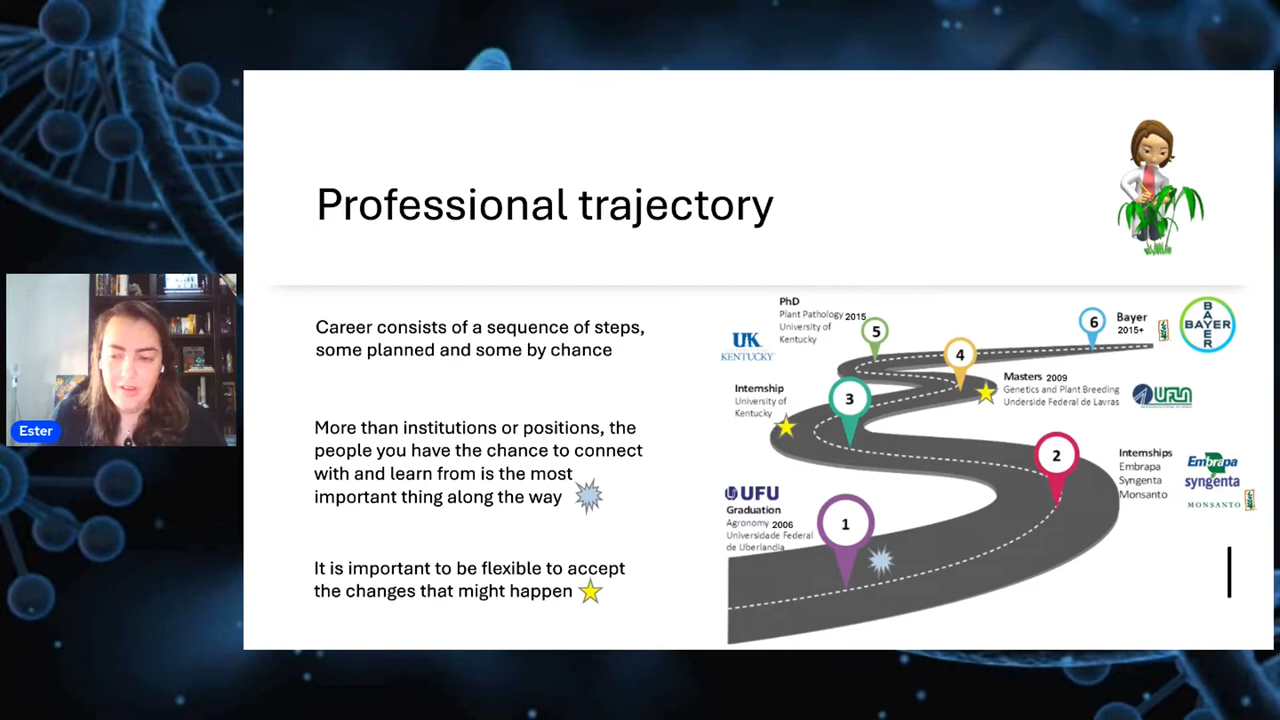 Professional trajectory
Ester
Career consists of a sequence of steps,
some planned and some by chance
More than institutions or positions, the
people you have the chance to connect
with and learn from is the most
important thing along the way
It is important to be flexible to accept
the changes that might happen
PhD
Plant Pathology 2015
University of
Kentucky
UK
KENTUCKY
5
4
6
Bayer
2015+
BAYER
BAYER
Internship
University of
Kentucky
3
Masters 2009
Genetics and Plant Breeding
Underside Federal de Lavras
UFLA
2
Internships
Embrapa
Syngenta
Monsanto
Embrapa
syngenta
MONSANTO
UFU
Graduation
Agronomy 2006
Universidade Federal
de Uberlandia
1